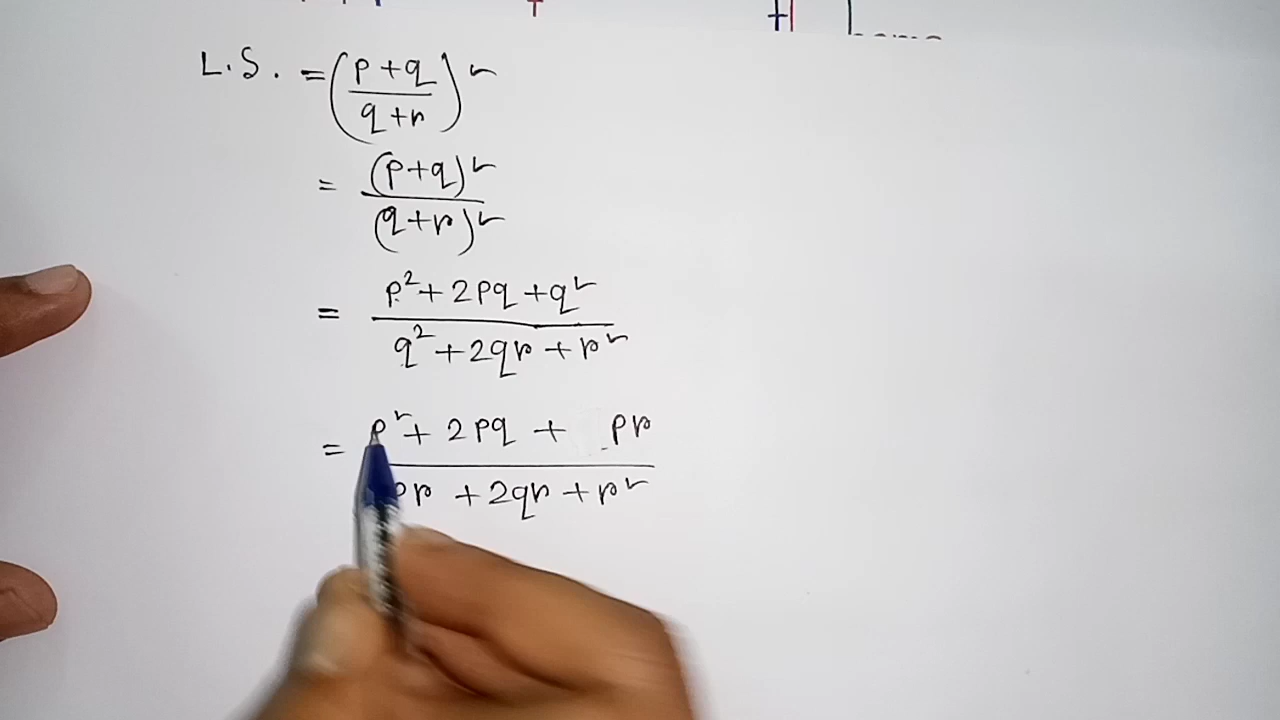 L.S. = (p+q / q+r)²
= (p+q)² / (q+r)²
= p² + 2pq + q² / q² + 2qr + r²
= p² + 2pq + pr / pr + 2qr + r²